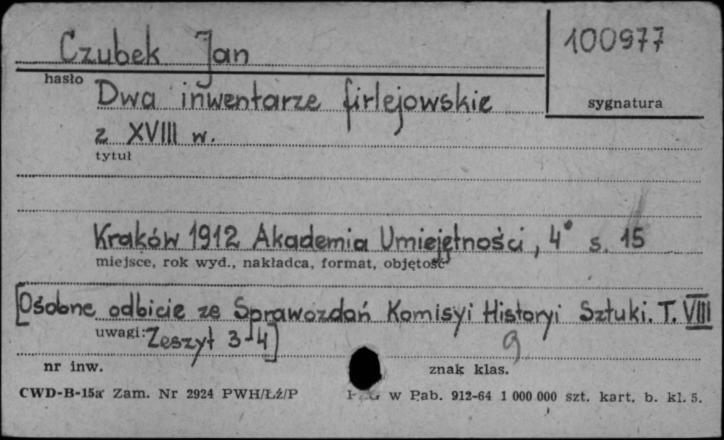 Czubek Jan
100977
hasło
sygnatura
Dwa inwentarze firlejowskie
z XVIII w.
tytuł
Kraków 1912 Akademia Umiejętności, 4° s. 15
miejsce, rok wyd., nakładca, format, objętość
[Osobne odbicie ze Sprawozdań Komisyi Historyi Sztuki. T. VIII
uwagi: Zeszyt 3-4]
9
nr inw.
znak klas.
CWD-B-15a Zam. Nr 2924 PWH/Łź/P
w Pab. 912-64 1 000 000 szt. kart. b. kl. 5.